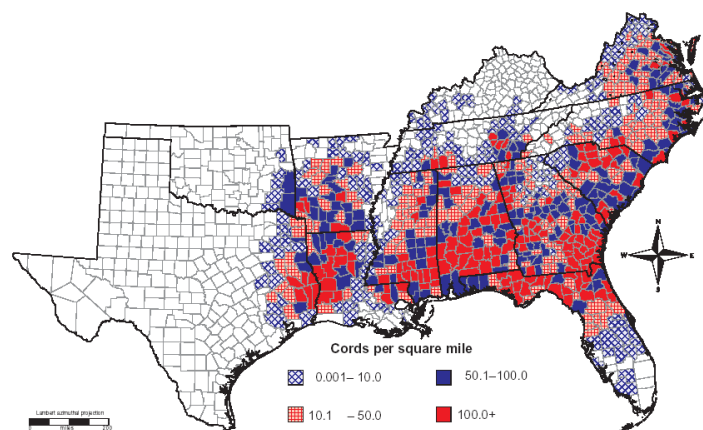 N
W E
S
Cords per square mile
0.001– 10.0
50.1–100.0
10.1 – 50.0
100.0+
Lambert azimuthal projection
0 miles 200